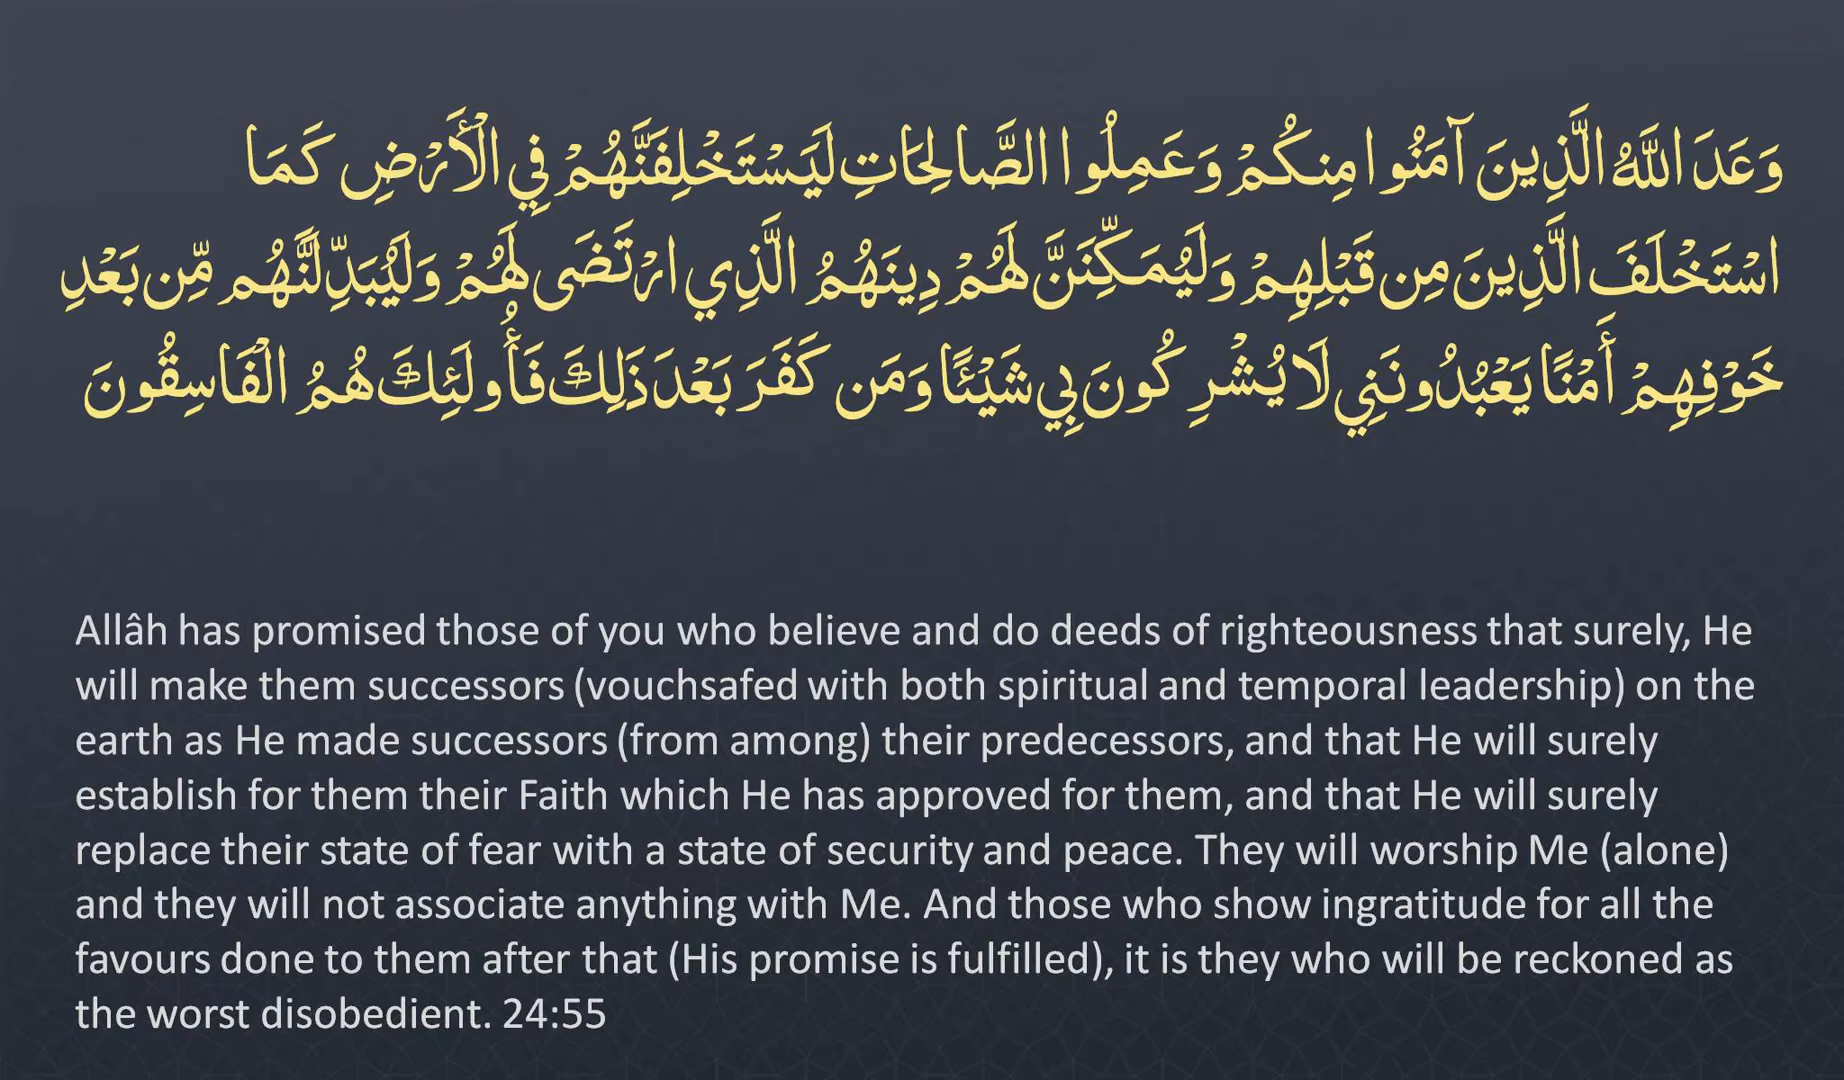 وَعَدَ اللَّهُ الَّذِينَ آمَنُوا مِنكُمْ وَعَمِلُوا الصَّالِحَاتِ لَيَسْتَخْلِفَنَّهُمْ فِي الْأَرْضِ كَمَا
اسْتَخْلَفَ الَّذِينَ مِن قَبْلِهِمْ وَلَيُمَكِّنَنَّ لَهُمْ دِينَهُمُ الَّذِي ارْتَضَى لَهُمْ وَلَيُبَدِّلَنَّهُم مِّن بَعْدِ
خَوْفِهِمْ أَمْنًا يَعْبُدُونَنِي لَا يُشْرِكُونَ بِي شَيْئًا وَمَن كَفَرَ بَعْدَ ذَلِكَ فَأُولَئِكَ هُمُ الْفَاسِقُونَ
Allâh has promised those of you who believe and do deeds of righteousness that surely, He
will make them successors (vouchsafed with both spiritual and temporal leadership) on the
earth as He made successors (from among) their predecessors, and that He will surely
establish for them their Faith which He has approved for them, and that He will surely
replace their state of fear with a state of security and peace. They will worship Me (alone)
and they will not associate anything with Me. And those who show ingratitude for all the
favours done to them after that (His promise is fulfilled), it is they who will be reckoned as
the worst disobedient. 24:55